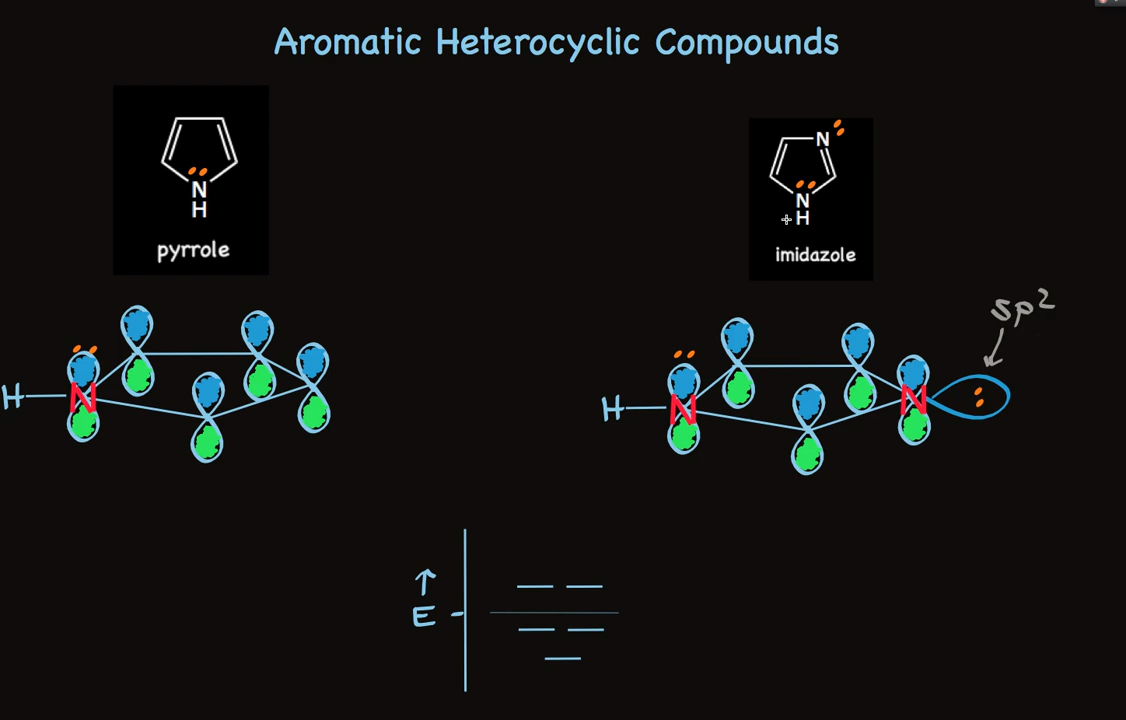 Aromatic Heterocyclic Compounds
N
H
pyrrole
N
N
H
imidazole
sp²
H
N
H
N
N
↑
E